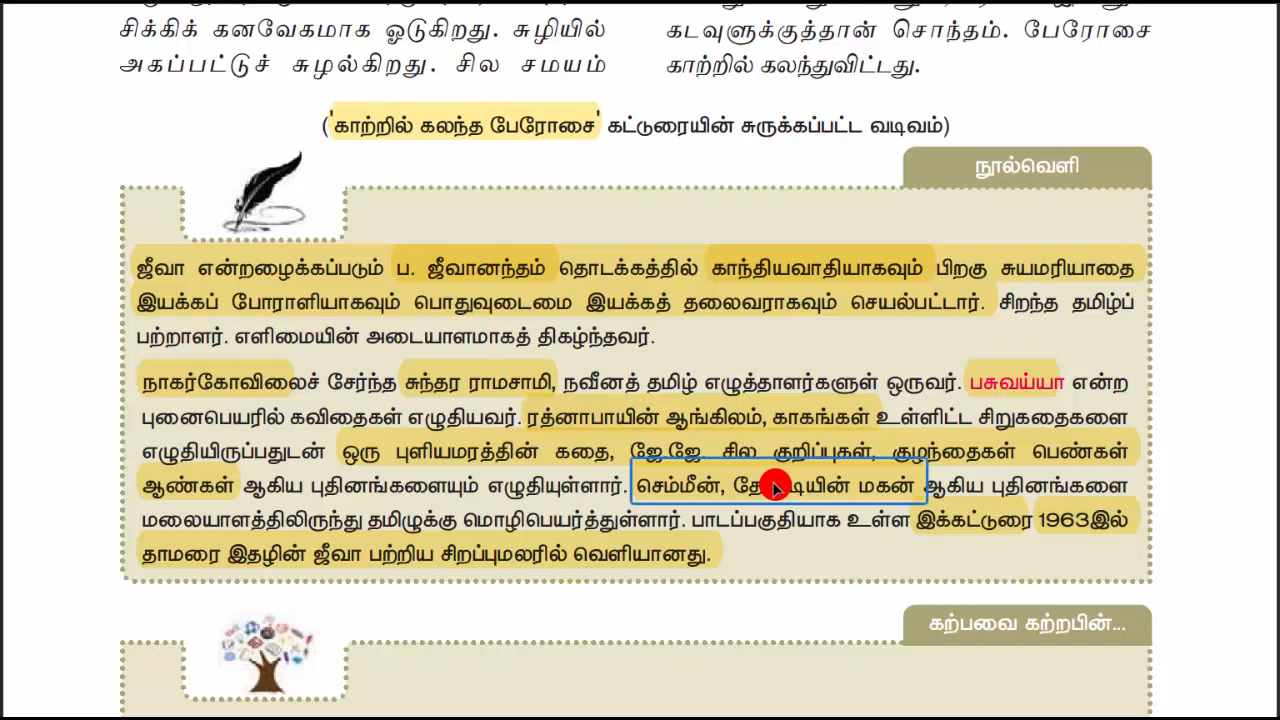 சிக்கிக் கனவேகமாக ஓடுகிறது. சுழியில்
அகப்பட்டுச் சுழல்கிறது. சில சமயம்
கடவுளுக்குத்தான் சொந்தம். பேரோசை
காற்றில் கலந்துவிட்டது.
('காற்றில் கலந்த பேரோசை' கட்டுரையின் சுருக்கப்பட்ட வடிவம்)
நூல்வெளி
ஜீவா என்றழைக்கப்படும் ப. ஜீவானந்தம் தொடக்கத்தில் காந்தியவாதியாகவும் பிறகு சுயமரியாதை
இயக்கப் போராளியாகவும் பொதுவுடைமை இயக்கத் தலைவராகவும் செயல்பட்டார். சிறந்த தமிழ்ப்
பற்றாளர். எளிமையின் அடையாளமாகத் திகழ்ந்தவர்.
நாகர்கோவிலைச் சேர்ந்த சுந்தர ராமசாமி, நவீனத் தமிழ் எழுத்தாளர்களுள் ஒருவர். பசுவய்யா என்ற
புனைபெயரில் கவிதைகள் எழுதியவர். ரத்னாபாயின் ஆங்கிலம், காகங்கள் உள்ளிட்ட சிறுகதைகளை
எழுதியிருப்பதுடன் ஒரு புளியமரத்தின் கதை, ஜே.ஜே. சில குறிப்புகள், குழந்தைகள் பெண்கள்
ஆண்கள் ஆகிய புதினங்களையும் எழுதியுள்ளார். செம்மீன், மகன் ஆகிய புதினங்களை
மலையாளத்திலிருந்து தமிழுக்கு மொழிபெயர்த்துள்ளார். பாடப்பகுதியாக உள்ள இக்கட்டுரை 1963இல்
தாமரை இதழின் ஜீவா பற்றிய சிறப்புமலரில் வெளியானது.
கற்பவை கற்றபின்...